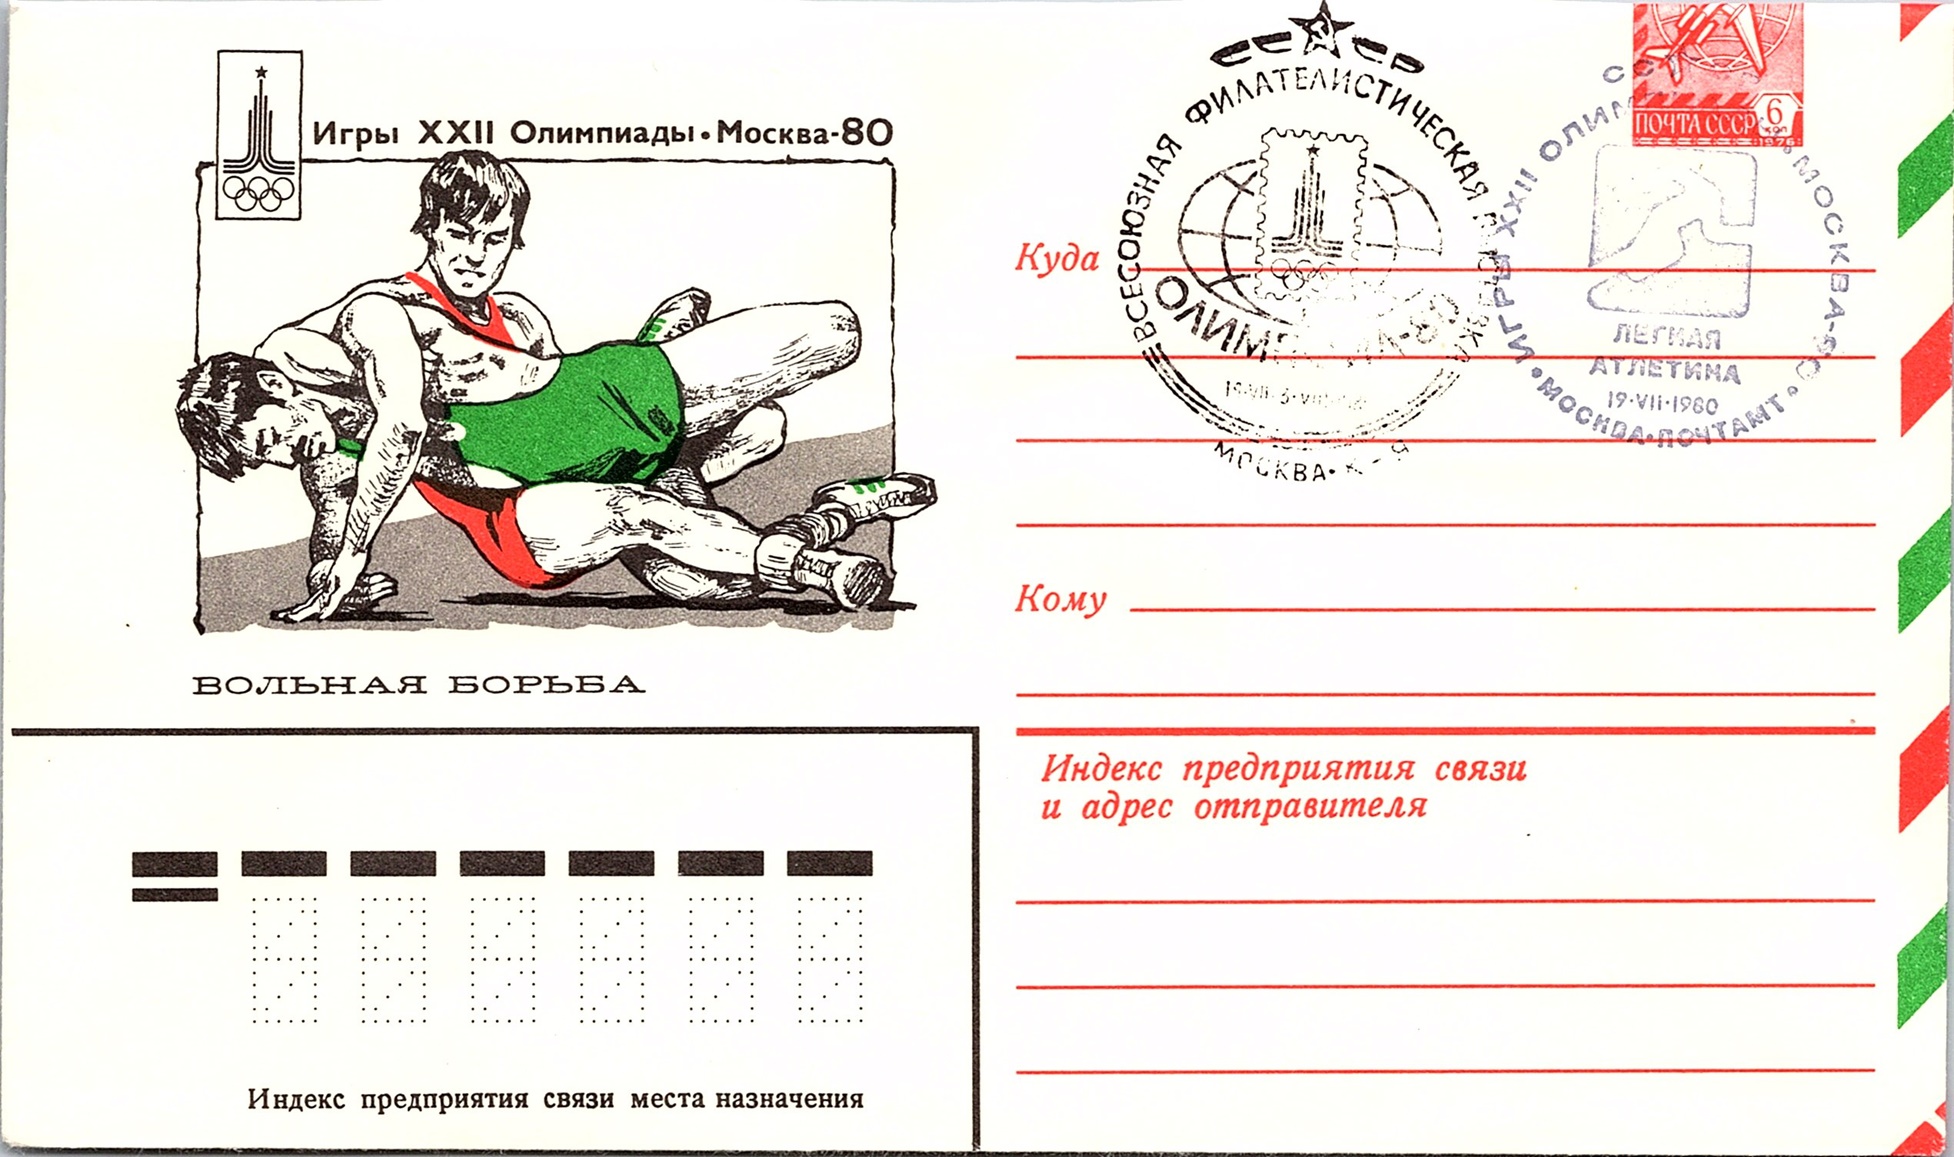 Игры XXII Олимпиады • Москва-80
ВОЛЬНАЯ БОРЬБА
Индекс предприятия связи места назначения
СССР
ВСЕСОЮЗНАЯ ФИЛАТЕЛИСТИЧЕСКАЯ
МОСКВА•
ПОЧТА СССР
6
коп
1976
ИГРЫ XXII
МОСКВА-80
ЛЕГКАЯ
АТЛЕТИКА
19•VII•1980
•МОСКВА•ПОЧТАМТ•
Куда
Кому
Индекс предприятия связи
и адрес отправителя